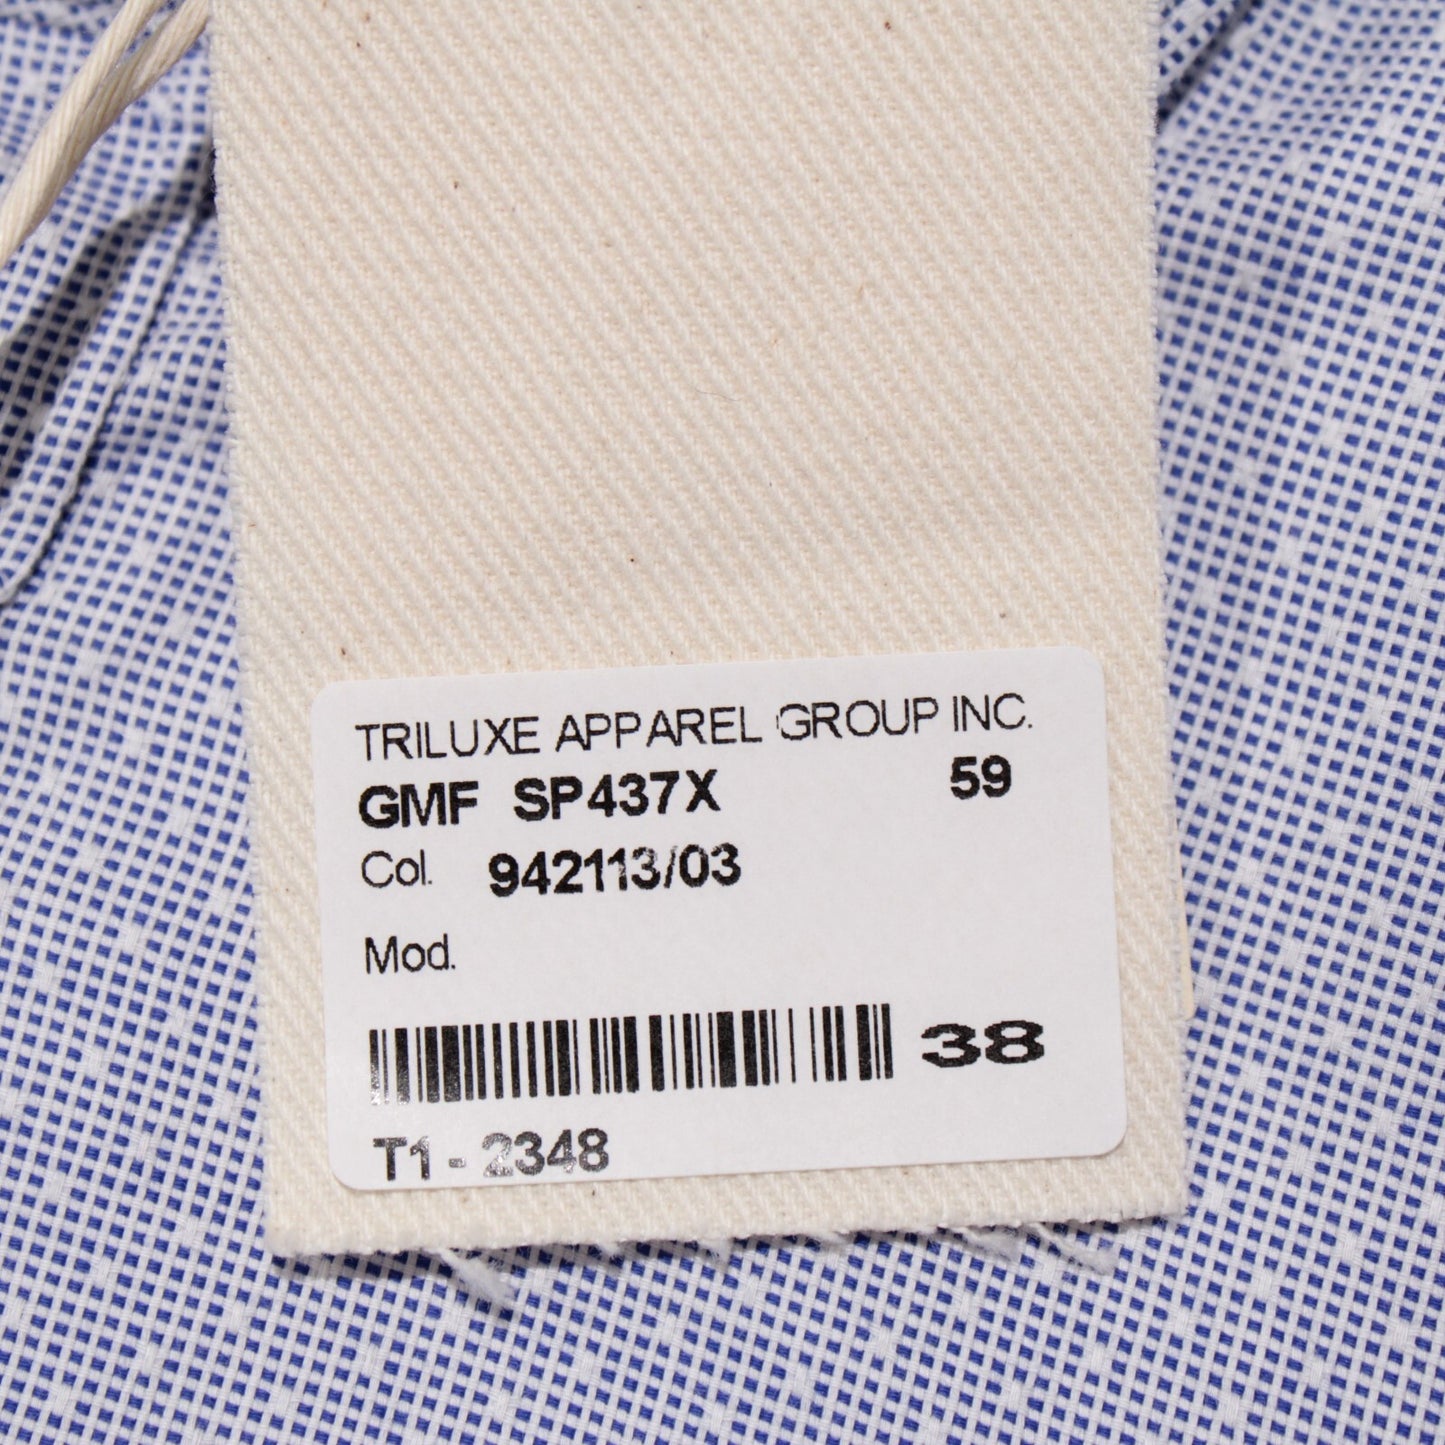 TRILUXE APPAREL GROUP INC.
GMF SP437X 59
Col. 942113/03
Mod.
38
T1 - 2348